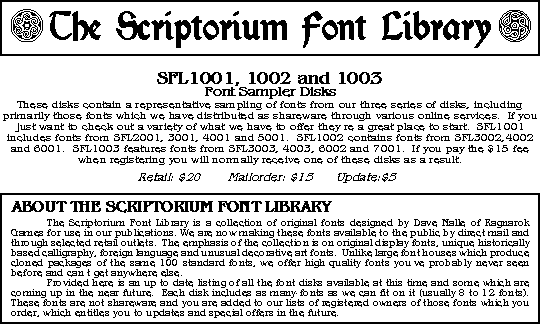 The Scriptorium Font Library
SFL1001, 1002 and 1003
Font Sampler Disks
These disks contain a representative sampling of fonts from our three series of disks, including
primarily those fonts which we have distributed as shareware through various online services. If you
just want to check out a variety of what we have to offer they re a great place to start. SFL1001
includes fonts from SFL2001, 3001, 4001 and 5001. SFL1002 contains fonts from SFL3002,4002
and 6001. SFL1003 features fonts from SFL3003, 4003, 6002 and 7001. If you pay the $15 fee
when registering you will normally receive one of these disks as a result.
Retail: $20 Mailorder: $15 Update:$5
ABOUT THE SCRIPTORIUM FONT LIBRARY
The Scriptorium Font Library is a collection of original fonts designed by Dave Nalle of Ragnarok
Games for use in our publications. We are now making these fonts available to the public by direct mail and
through selected retail outlets. The emphasis of the collection is on original display fonts, unique historically
based calligraphy, foreign language and unusual decorative art fonts. Unlike large font houses which produce
cloned packages of the same 100 standard fonts, we offer high quality fonts you ve probably never seen
before and can t get anywhere else.
Provided here is an up to date listing of all the font disks available at this time and some which are
coming up in the near future. Each disk includes as many fonts as we can fit on it (usually 8 to 12 fonts).
These fonts are not shareware and you are added to our lists of registered owners of those fonts which you
order, which entitles you to updates and special offers in the future.